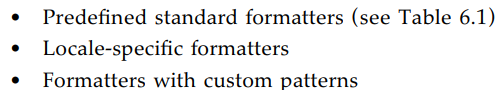 • Predefined standard formatters (see Table 6.1)
• Locale-specific formatters
• Formatters with custom patterns